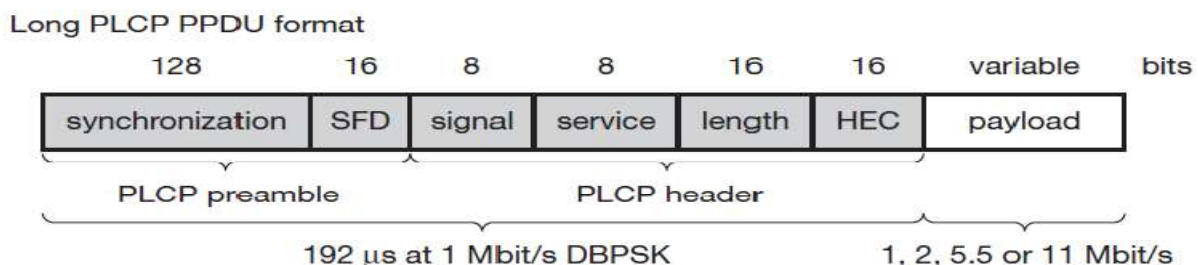 Long PLCP PPDU format
128 16 8 8 16 16 variable bits
synchronization SFD signal service length HEC payload
PLCP preamble PLCP header
192 μs at 1 Mbit/s DBPSK 1, 2, 5.5 or 11 Mbit/s